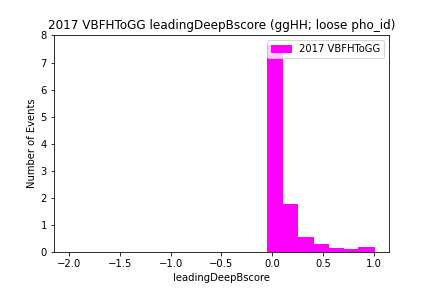 2017 VBFHToGG leadingDeepBscore (ggHH; loose pho_id)
2017 VBFHToGG
8
7
6
5
4
3
2
1
0
Number of Events
−2.0 −1.5 −1.0 −0.5 0.0 0.5 1.0
leadingDeepBscore